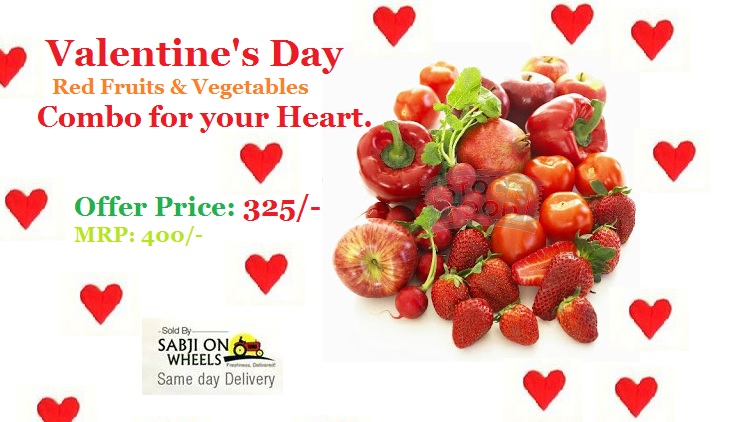 Valentine's Day
Red Fruits & Vegetables
Combo for your Heart.
Offer Price: 325/-
MRP: 400/-
Sold By
SABJI ON
WHEELS
Freshness, Delivered!
Same day Delivery